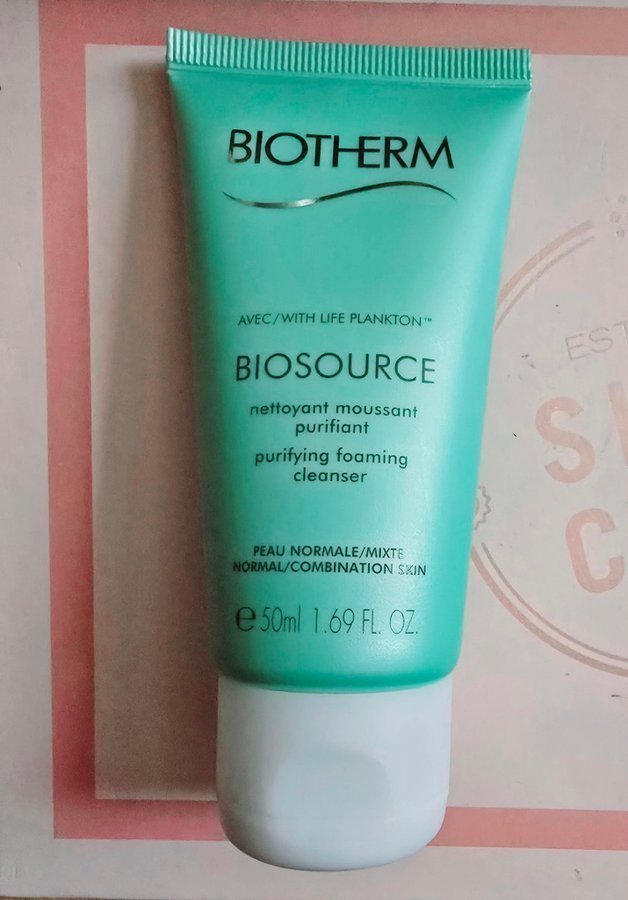 BIOTHERM
AVEC/WITH LIFE PLANKTON™
BIOSOURCE
nettoyant moussant
purifiant
purifying foaming
cleanser
PEAU NORMALE/MIXTE
NORMAL/COMBINATION SKIN
e 50ml 1.69 FL. OZ.